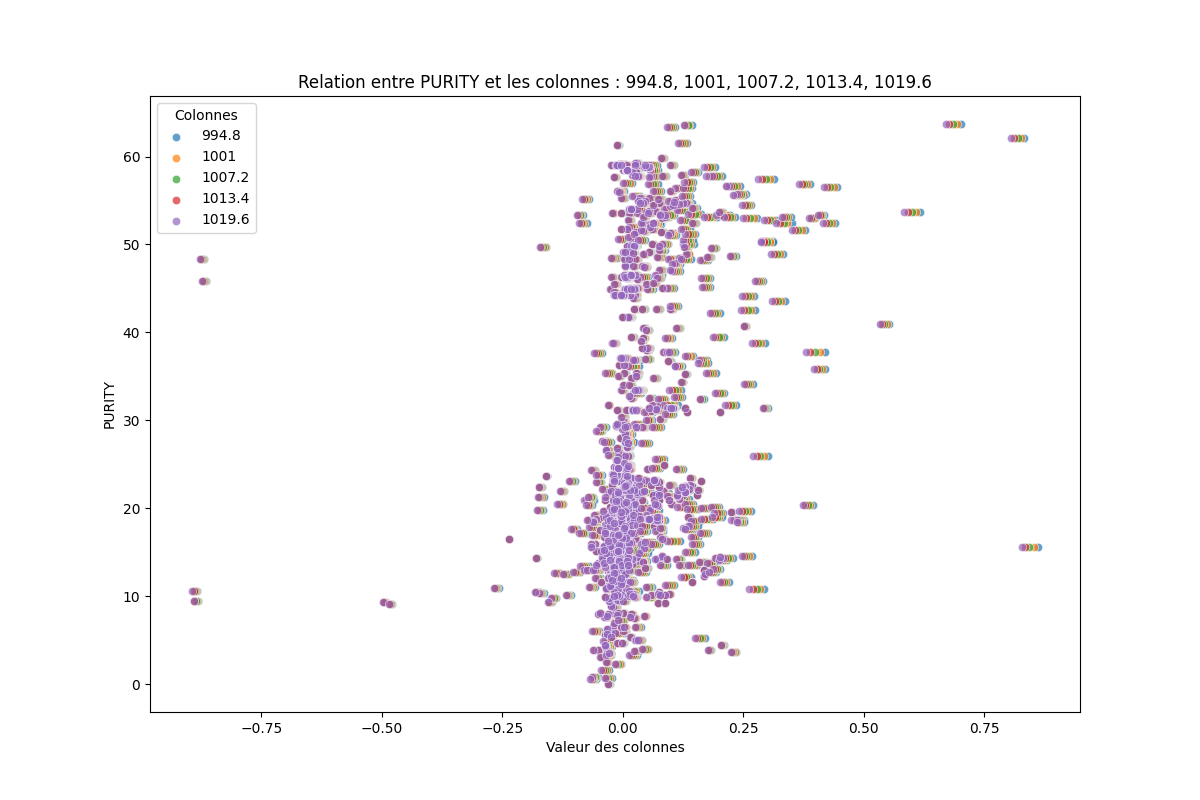 Relation entre PURITY et les colonnes : 994.8, 1001, 1007.2, 1013.4, 1019.6
Colonnes
994.8
1001
1007.2
1013.4
1019.6
60
50
40
30
20
10
0
PURITY
−0.75 −0.50 −0.25 0.00 0.25 0.50 0.75
Valeur des colonnes